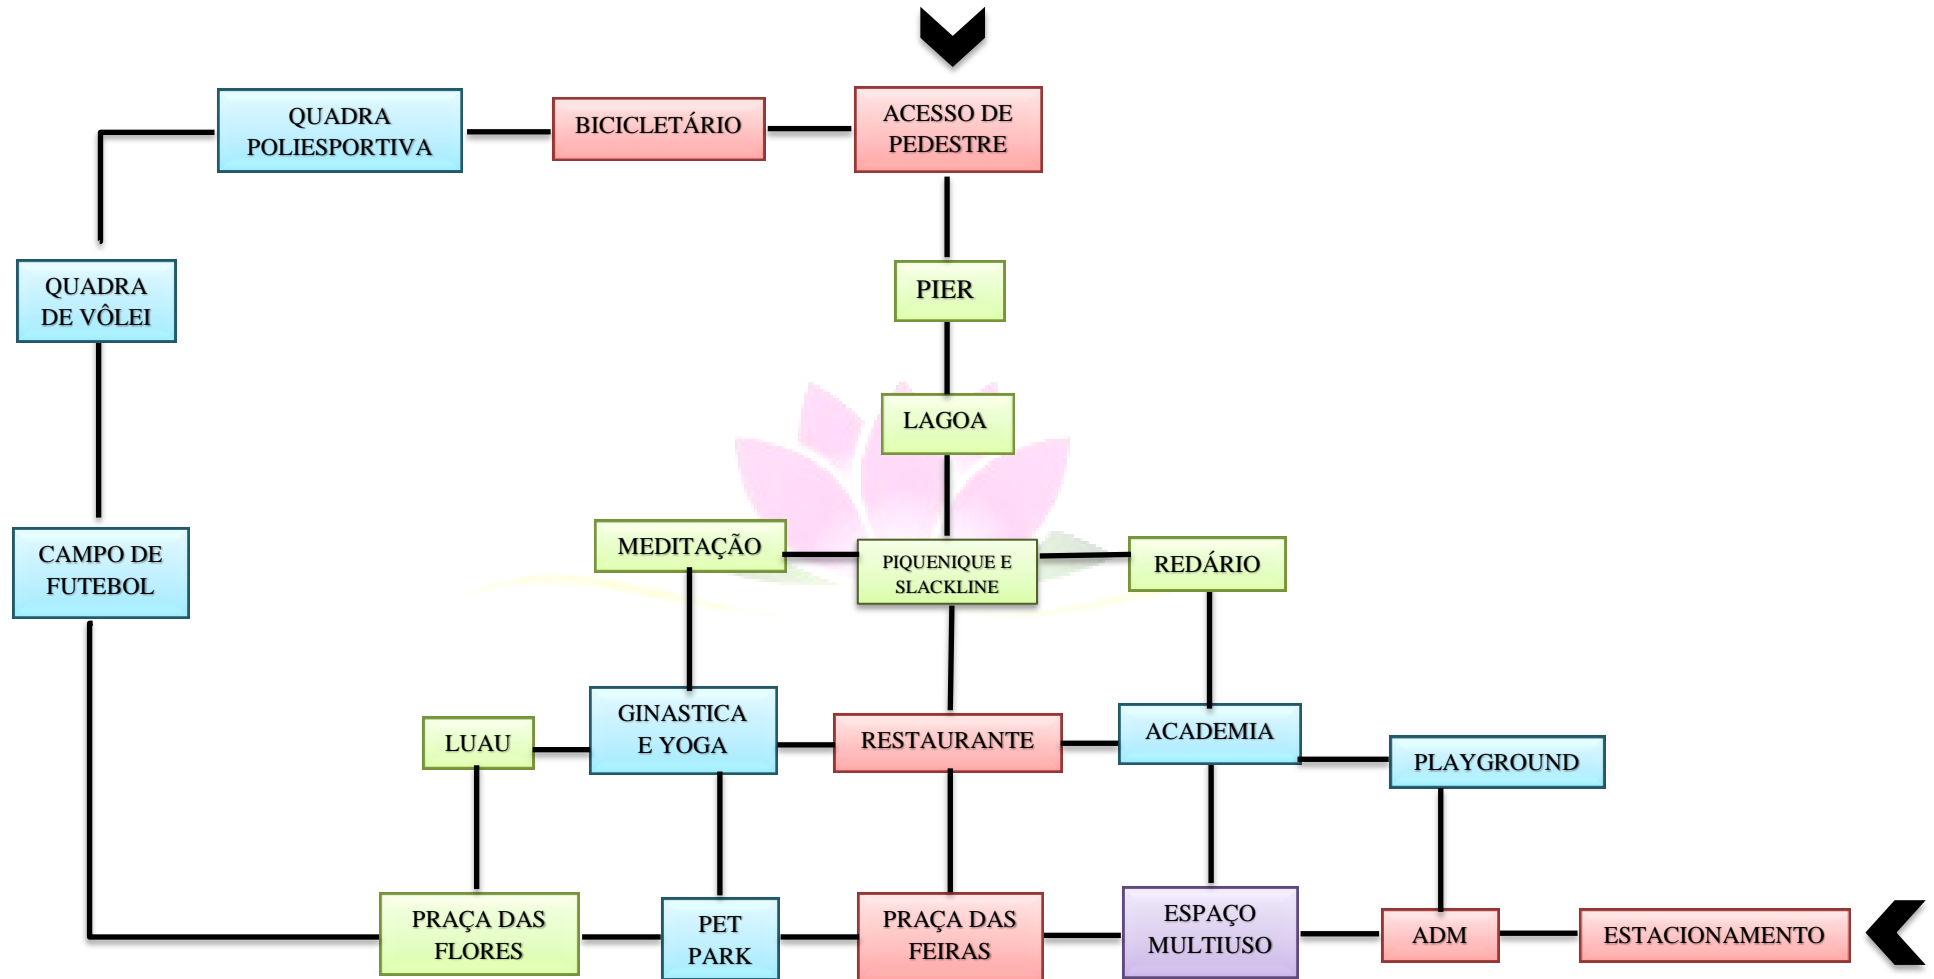 QUADRA
POLIESPORTIVA
BICICLETÁRIO
ACESSO DE
PEDESTRE
QUADRA
DE VÔLEI
PIER
LAGOA
CAMPO DE
FUTEBOL
MEDITAÇÃO
PIQUENIQUE E
SLACKLINE
REDÁRIO
LUAU
GINASTICA
E YOGA
RESTAURANTE
ACADEMIA
PLAYGROUND
PRAÇA DAS
FLORES
PET
PARK
PRAÇA DAS
FEIRAS
ESPAÇO
MULTIUSO
ADM
ESTACIONAMENTO